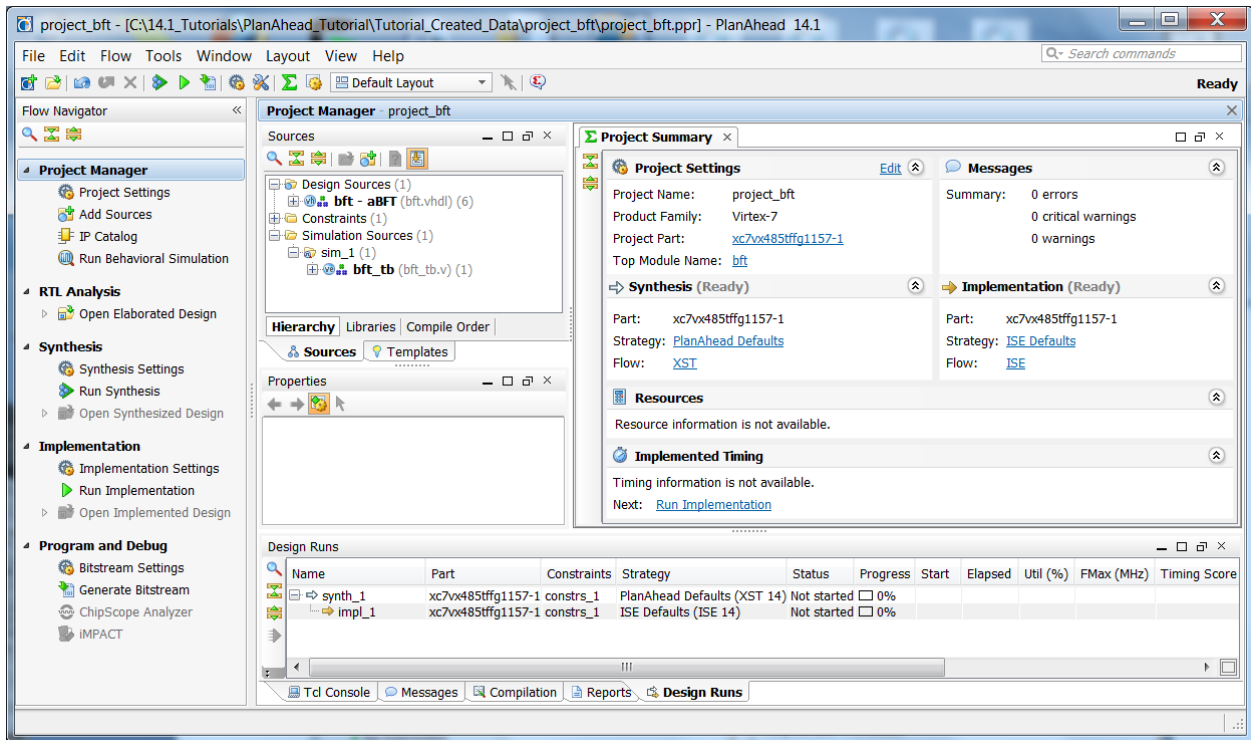 project_bft - [C:\14.1_Tutorials\PlanAhead_Tutorial\Tutorial_Created_Data\project_bft\project_bft.ppr] - PlanAhead 14.1
File Edit Flow Tools Window Layout View Help
Search commands
Default Layout
Ready
Flow Navigator
Project Manager
Project Settings
Add Sources
IP Catalog
Run Behavioral Simulation
RTL Analysis
Open Elaborated Design
Synthesis
Synthesis Settings
Run Synthesis
Open Synthesized Design
Implementation
Implementation Settings
Run Implementation
Open Implemented Design
Program and Debug
Bitstream Settings
Generate Bitstream
ChipScope Analyzer
iMPACT
Project Manager - project_bft
Sources
Design Sources (1)
bft - aBFT (bft.vhdl) (6)
Constraints (1)
Simulation Sources (1)
sim_1 (1)
bft_tb (bft_tb.v) (1)
Hierarchy Libraries Compile Order
Sources Templates
Properties
Project Summary
Project Settings Edit
Project Name: project_bft
Product Family: Virtex-7
Project Part: xc7vx485tffg1157-1
Top Module Name: bft
Messages
Summary: 0 errors
0 critical warnings
0 warnings
Synthesis (Ready)
Part: xc7vx485tffg1157-1
Strategy: PlanAhead Defaults
Flow: XST
Implementation (Ready)
Part: xc7vx485tffg1157-1
Strategy: ISE Defaults
Flow: ISE
Resources
Resource information is not available.
Implemented Timing
Timing information is not available.
Next: Run Implementation
Design Runs
Name Part Constraints Strategy Status Progress Start Elapsed Util (%) FMax (MHz) Timing Score
synth_1 xc7vx485tffg1157-1 constrs_1 PlanAhead Defaults (XST 14) Not started 0%
impl_1 xc7vx485tffg1157-1 constrs_1 ISE Defaults (ISE 14) Not started 0%
Tcl Console Messages Compilation Reports Design Runs